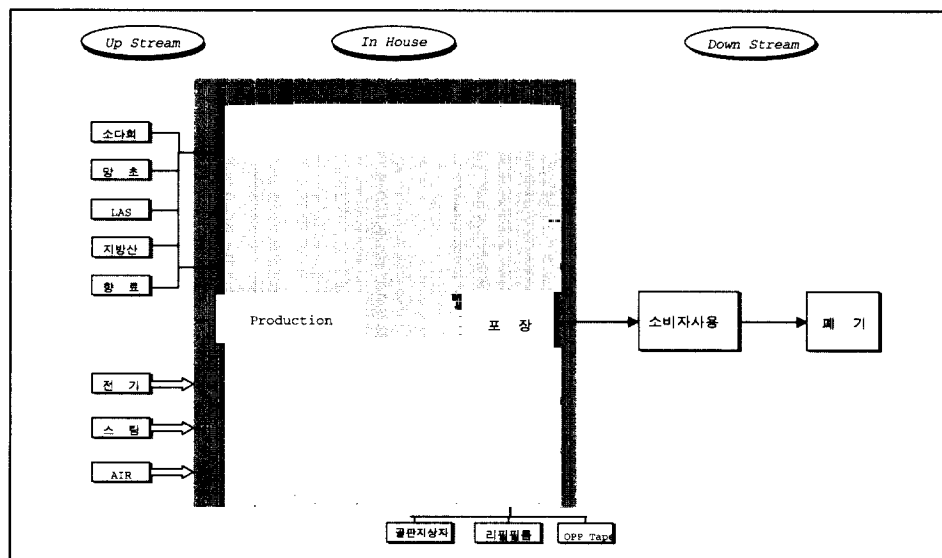 Up Stream
In House
Down Stream
소다회
망 초
LAS
지방산
향 료
Production
포 장
소비자사용
폐 기
전 기
스 팀
AIR
골판지상자
리필필름
OPP Tape